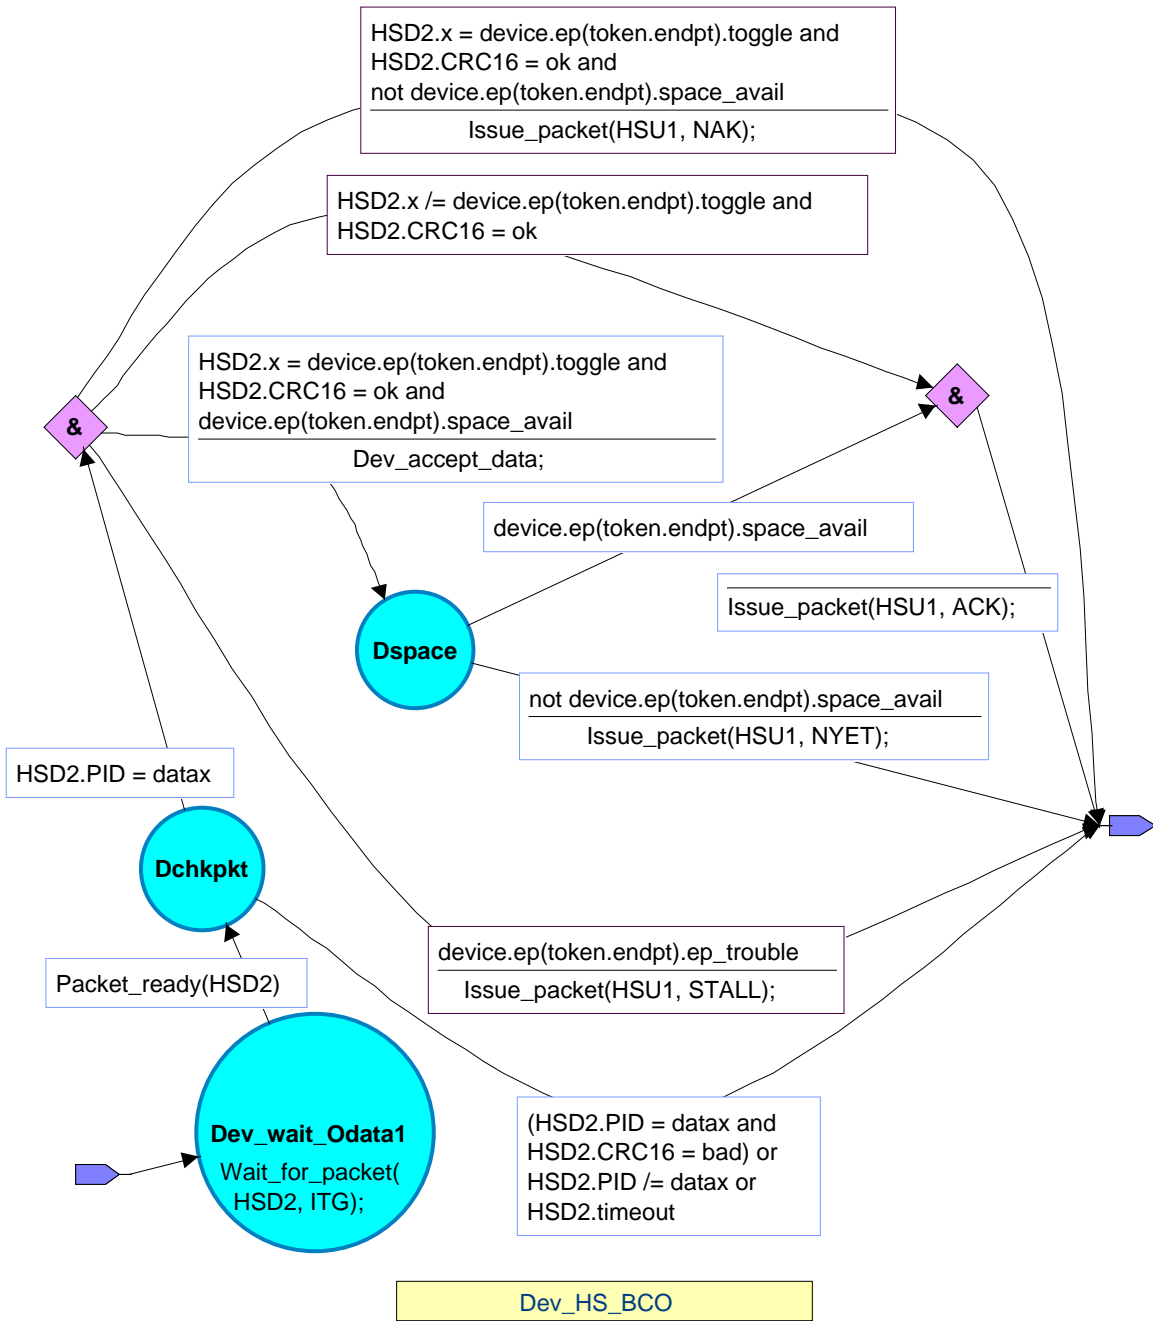 HSD2.x = device.ep(token.endpt).toggle and
HSD2.CRC16 = ok and
not device.ep(token.endpt).space_avail
Issue_packet(HSU1, NAK);
HSD2.x /= device.ep(token.endpt).toggle and
HSD2.CRC16 = ok
HSD2.x = device.ep(token.endpt).toggle and
HSD2.CRC16 = ok and
device.ep(token.endpt).space_avail
Dev_accept_data;
&
&
device.ep(token.endpt).space_avail
Issue_packet(HSU1, ACK);
Dspace
not device.ep(token.endpt).space_avail
Issue_packet(HSU1, NYET);
HSD2.PID = datax
Dchkpkt
device.ep(token.endpt).ep_trouble
Issue_packet(HSU1, STALL);
Packet_ready(HSD2)
Dev_wait_Odata1
Wait_for_packet(
HSD2, ITG);
(HSD2.PID = datax and
HSD2.CRC16 = bad) or
HSD2.PID /= datax or
HSD2.timeout
Dev_HS_BCO